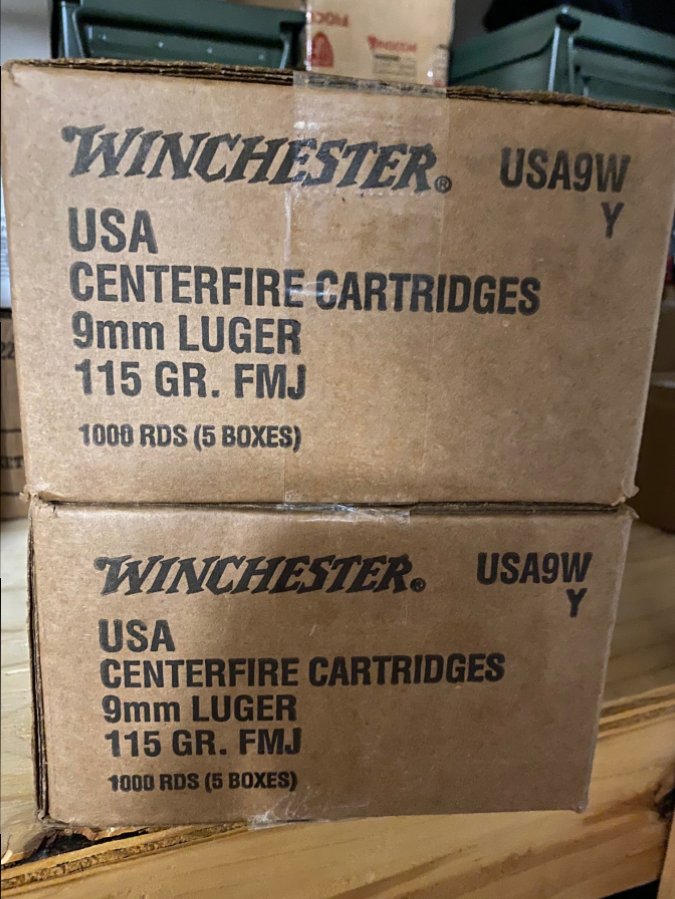 WINCHESTER® USA9W
Y
USA
CENTERFIRE CARTRIDGES
9mm LUGER
115 GR. FMJ
1000 RDS (5 BOXES)
WINCHESTER® USA9W
Y
USA
CENTERFIRE CARTRIDGES
9mm LUGER
115 GR. FMJ
1000 RDS (5 BOXES)